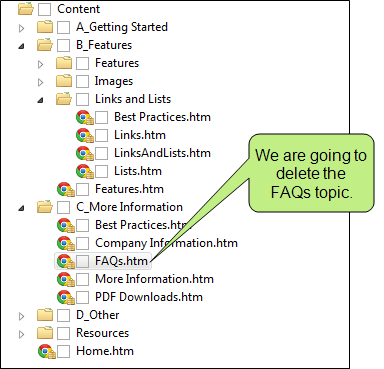 Content
A_Getting Started
B_Features
Features
Images
Links and Lists
Best Practices.htm
Links.htm
LinksAndLists.htm
Lists.htm
Features.htm
C_More Information
Best Practices.htm
Company Information.htm
FAQs.htm
More Information.htm
PDF Downloads.htm
D_Other
Resources
Home.htm
We are going to
delete the
FAQs topic.